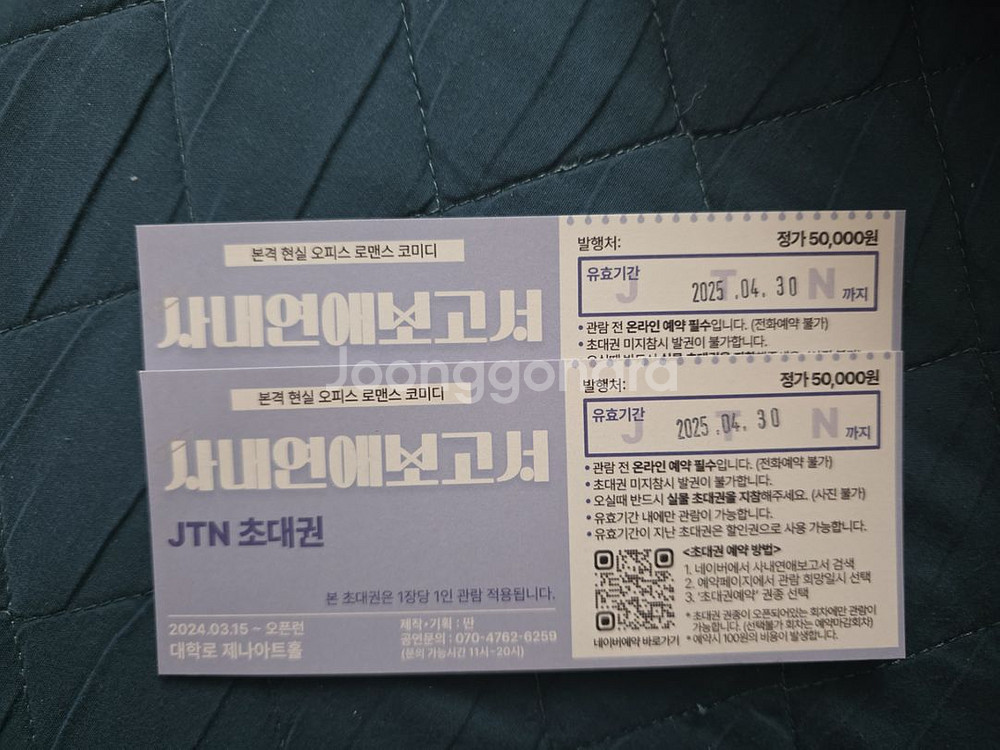 본격 현실 오피스 로맨스 코미디
사내연애보고서
발행처:
정가 50,000원
유효기간
J T N
2025 .04. 30
까지
• 관람 전 온라인 예약 필수입니다. (전화예약 불가)
• 초대권 미지참시 발권이 불가합니다.
Joonggonara
본격 현실 오피스 로맨스 코미디
사내연애보고서
JTN 초대권
본 초대권은 1장당 1인 관람 적용됩니다.
2024.03.15 ~ 오픈런
대학로 제나아트홀
제작·기획 : 딴
공연문의 : 070-4762-6259
(문의 가능시간 11시~20시)
발행처:
정가 50,000원
유효기간
J T N
2025 .04. 30
까지
• 관람 전 온라인 예약 필수입니다. (전화예약 불가)
• 초대권 미지참시 발권이 불가합니다.
• 오실때 반드시 실물 초대권을 지참해주세요. (사진 불가)
• 유효기간 내에만 관람이 가능합니다.
• 유효기간이 지난 초대권은 할인권으로 사용 가능합니다.
<초대권 예약 방법>
1. 네이버에서 사내연애보고서 검색
2. 예약페이지에서 관람 희망일시 선택
3. '초대권예약' 권종 선택
* 초대권 권종이 오픈되어있는 회차에만 관람이
가능합니다. (선택불가 회차는 예약마감회차)
* 예약시 100원의 비용이 발생합니다.
네이버예약 바로가기